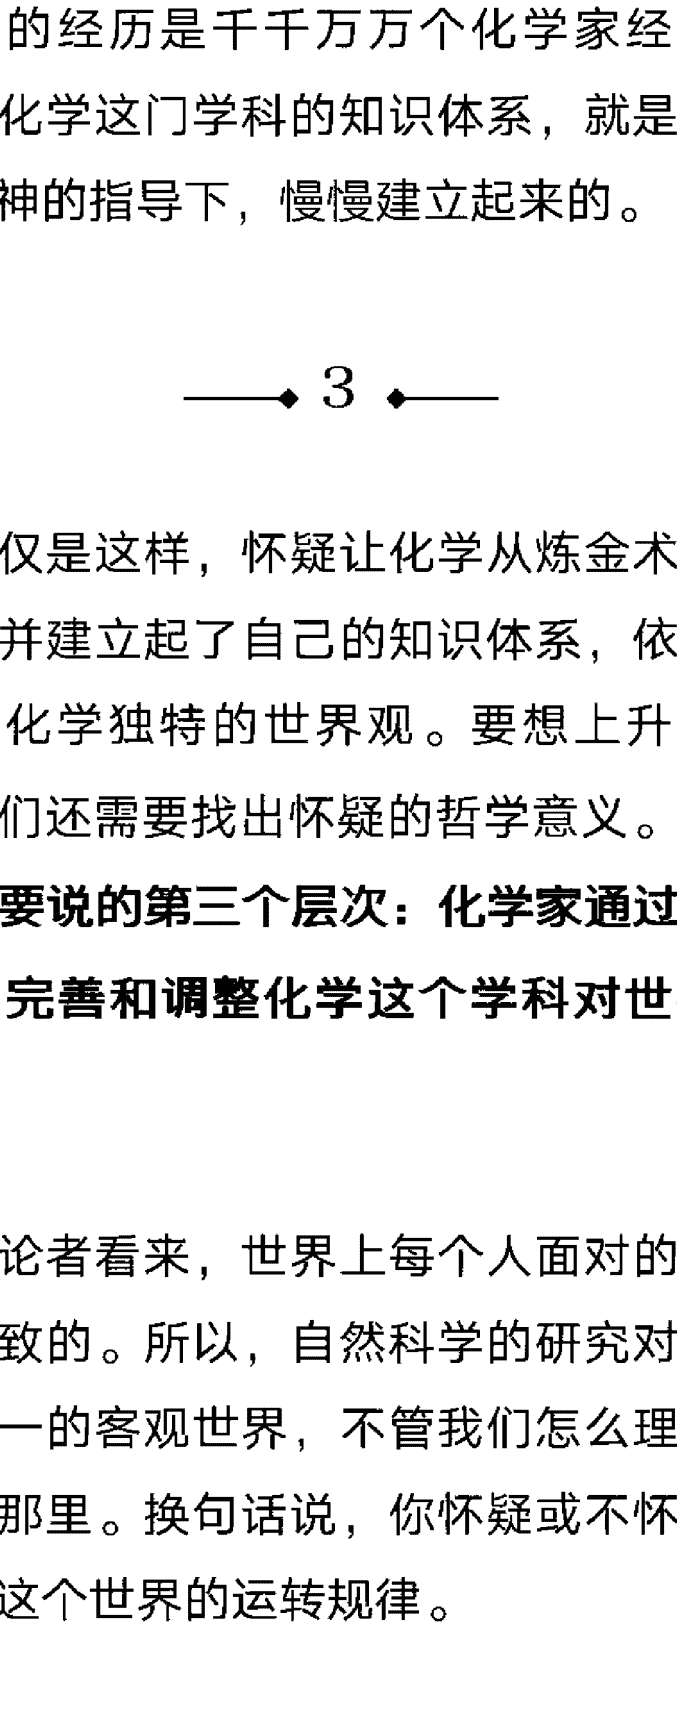 的经历是千千万万个化学家经
化学这门学科的知识体系，就是
神的指导下，慢慢建立起来的。
3
仅是这样，怀疑让化学从炼金术
并建立起了自己的知识体系，依
化学独特的世界观。要想上升
们还需要找出怀疑的哲学意义。
要说的第三个层次：化学家通过
完善和调整化学这个学科对世
论者看来，世界上每个人面对的
致的。所以，自然科学的研究对
一的客观世界，不管我们怎么理
那里。换句话说，你怀疑或不怀
这个世界的运转规律。